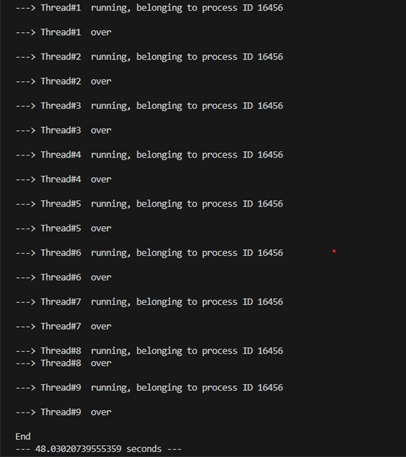 ---> Thread#1  running, belonging to process ID 16456
---> Thread#1  over
---> Thread#2  running, belonging to process ID 16456
---> Thread#2  over
---> Thread#3  running, belonging to process ID 16456
---> Thread#3  over
---> Thread#4  running, belonging to process ID 16456
---> Thread#4  over
---> Thread#5  running, belonging to process ID 16456
---> Thread#5  over
---> Thread#6  running, belonging to process ID 16456
---> Thread#6  over
---> Thread#7  running, belonging to process ID 16456
---> Thread#7  over
---> Thread#8  running, belonging to process ID 16456
---> Thread#8  over
---> Thread#9  running, belonging to process ID 16456
---> Thread#9  over
End
--- 48.03020739555359 seconds ---